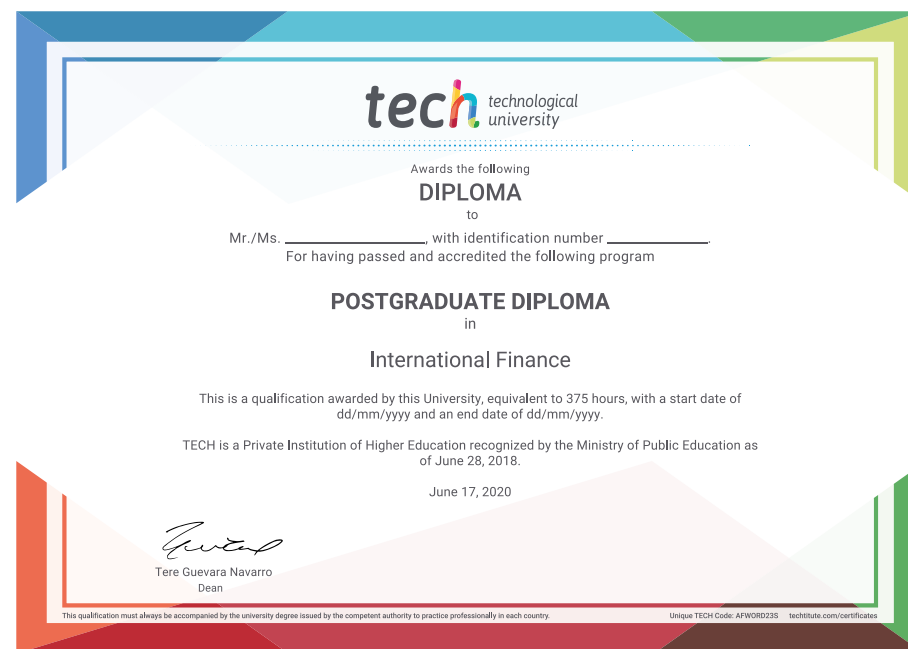 tech technological
university
Awards the following
DIPLOMA
to
Mr./Ms. ____________________, with identification number ______________.
For having passed and accredited the following program
POSTGRADUATE DIPLOMA
in
International Finance
This is a qualification awarded by this University, equivalent to 375 hours, with a start date of
dd/mm/yyyy and an end date of dd/mm/yyyy.
TECH is a Private Institution of Higher Education recognized by the Ministry of Public Education as
of June 28, 2018.
June 17, 2020
Tere Guevara Navarro
Dean
This qualification must always be accompanied by the university degree issued by the competent authority to practice professionally in each country. Unique TECH Code: AFWORD23S techtitute.com/certificates